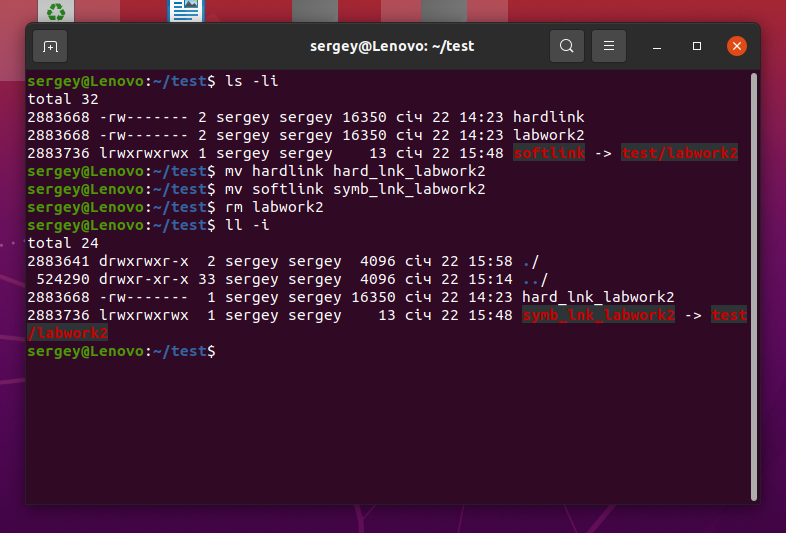 sergey@Lenovo: ~/test
sergey@Lenovo:~/test$ ls -li
total 32
2883668 -rw------- 2 sergey sergey 16350 січ 22 14:23 hardlink
2883668 -rw------- 2 sergey sergey 16350 січ 22 14:23 labwork2
2883736 lrwxrwxrwx 1 sergey sergey    13 січ 22 15:48 softlink -> test/labwork2
sergey@Lenovo:~/test$ mv hardlink hard_lnk_labwork2
sergey@Lenovo:~/test$ mv softlink symb_lnk_labwork2
sergey@Lenovo:~/test$ rm labwork2
sergey@Lenovo:~/test$ ll -i
total 24
2883641 drwxrwxr-x  2 sergey sergey  4096 січ 22 15:58 ./
 524290 drwxr-xr-x 33 sergey sergey  4096 січ 22 15:14 ../
2883668 -rw-------  1 sergey sergey 16350 січ 22 14:23 hard_lnk_labwork2
2883736 lrwxrwxrwx  1 sergey sergey    13 січ 22 15:48 symb_lnk_labwork2 -> test
/labwork2
sergey@Lenovo:~/test$